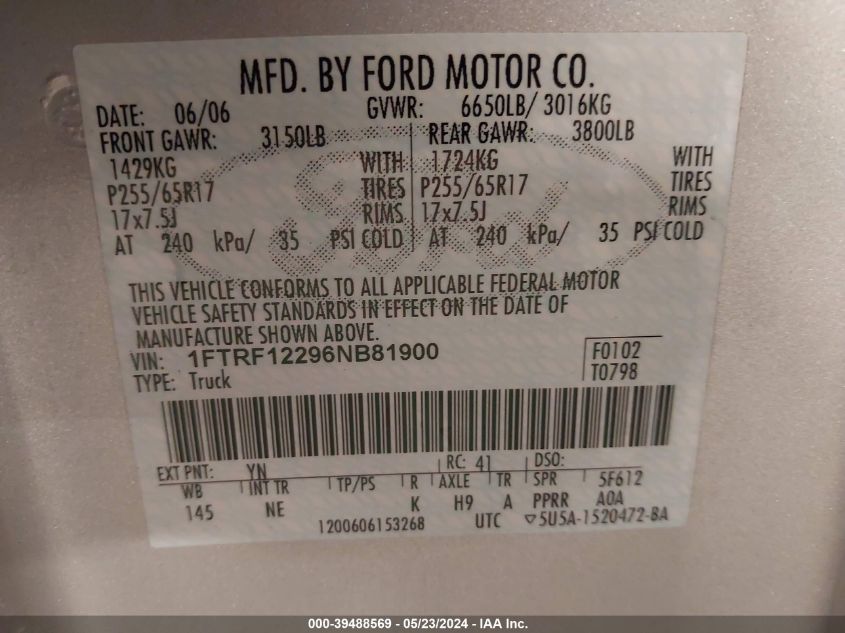 MFD. BY FORD MOTOR CO.
DATE: 06/06 GVWR: 6650LB/ 3016KG
FRONT GAWR: 3150LB REAR GAWR: 3800LB
1429KG WITH 1724KG WITH
P255/65R17 TIRES P255/65R17 TIRES
17x7.5J RIMS 17x7.5J RIMS
AT 240 kPa/ 35 PSI COLD AT 240 kPa/ 35 PSI COLD
THIS VEHICLE CONFORMS TO ALL APPLICABLE FEDERAL MOTOR
VEHICLE SAFETY STANDARDS IN EFFECT ON THE DATE OF
MANUFACTURE SHOWN ABOVE.
VIN: 1FTRF12296NB81900 F0102
TYPE: Truck T0798
EXT PNT: YN RC: 41 DSO:
WB INT TR TP/PS R AXLE TR SPR 5F612
145 NE K H9 A PPRR A0A
1200606153268 UTC ▽5U5A-1520472-BA
000-39488569 — 05/23/2024 — IAA Inc.